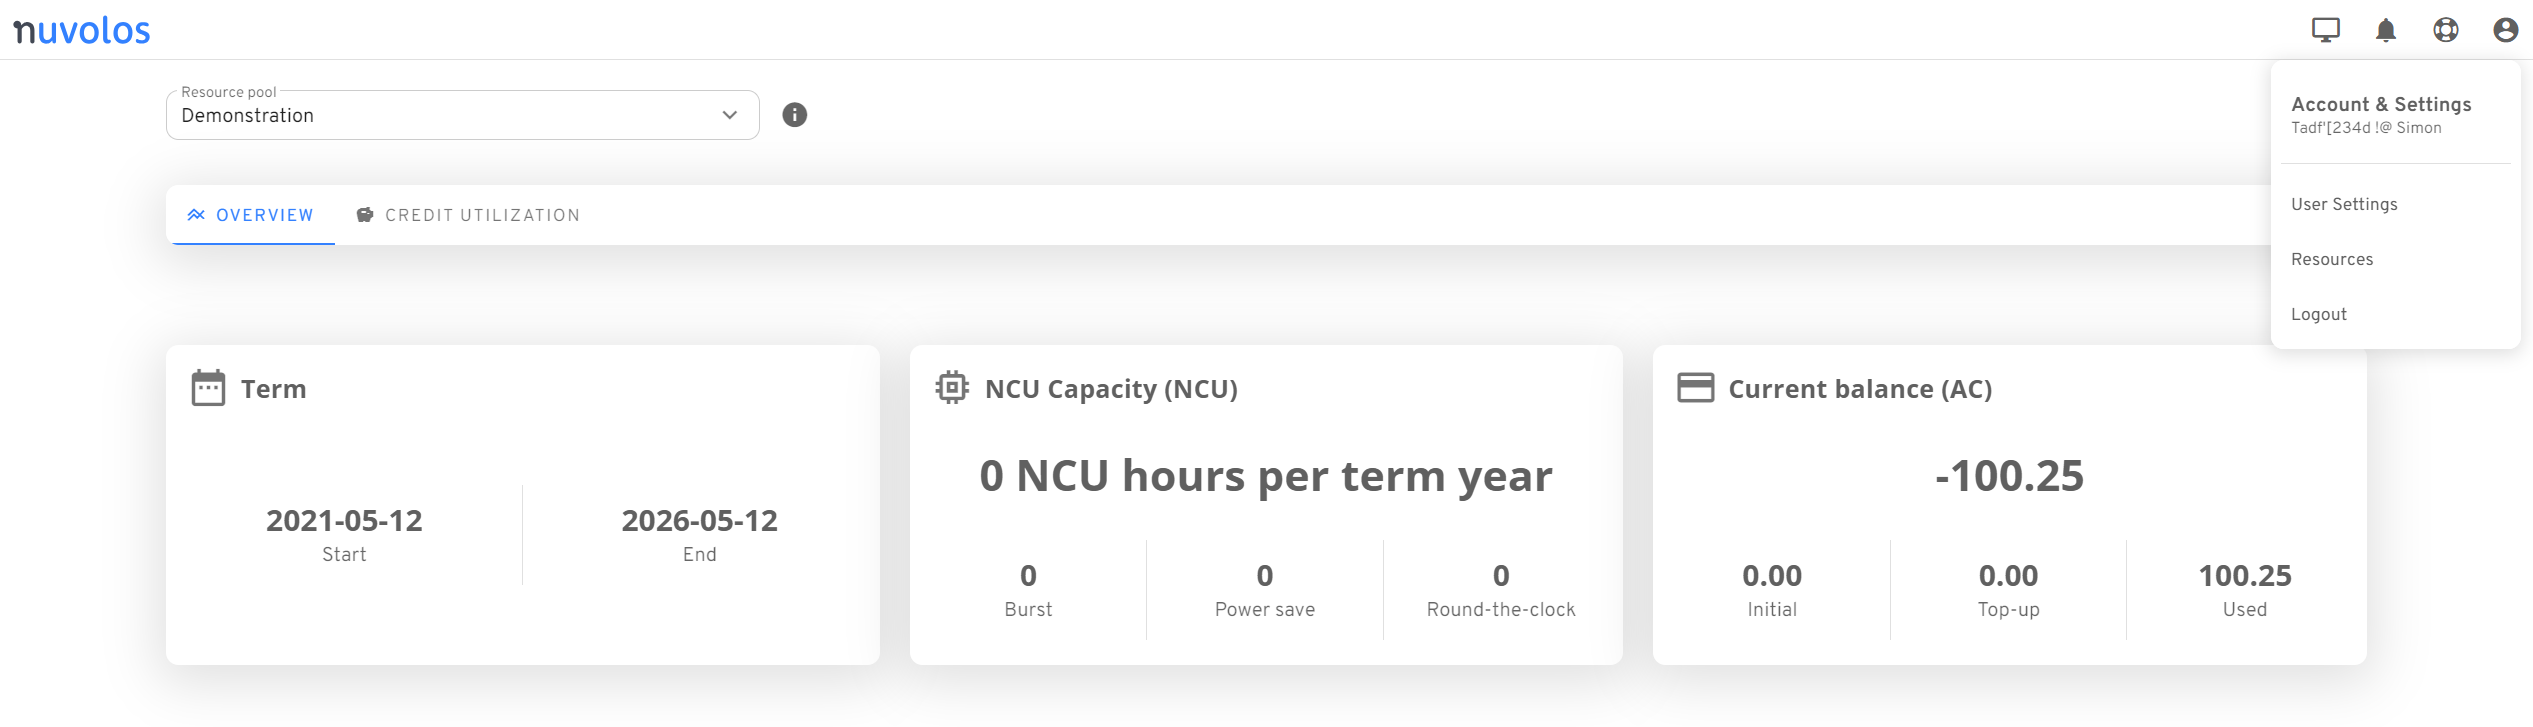 nuvolos
Resource pool
Demonstration
Account & Settings
Tadf'[234d !@ Simon
User Settings
Resources
Logout
OVERVIEW
CREDIT UTILIZATION
Term
2021-05-12
Start
2026-05-12
End
NCU Capacity (NCU)
0 NCU hours per term year
0
Burst
0
Power save
0
Round-the-clock
Current balance (AC)
-100.25
0.00
Initial
0.00
Top-up
100.25
Used